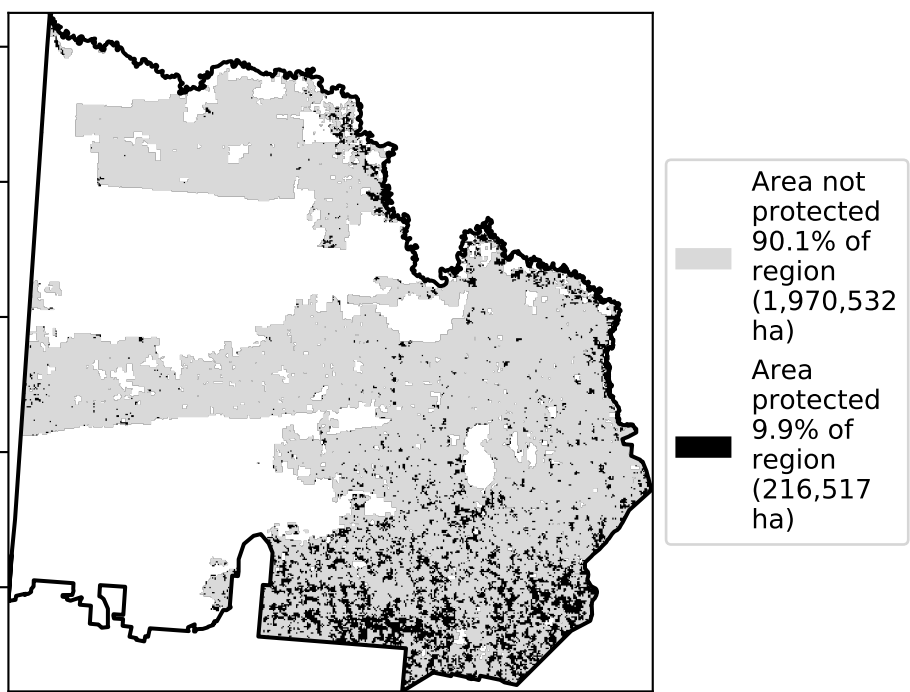 Area not
protected
90.1% of
region
(1,970,532
ha)
Area
protected
9.9% of
region
(216,517
ha)